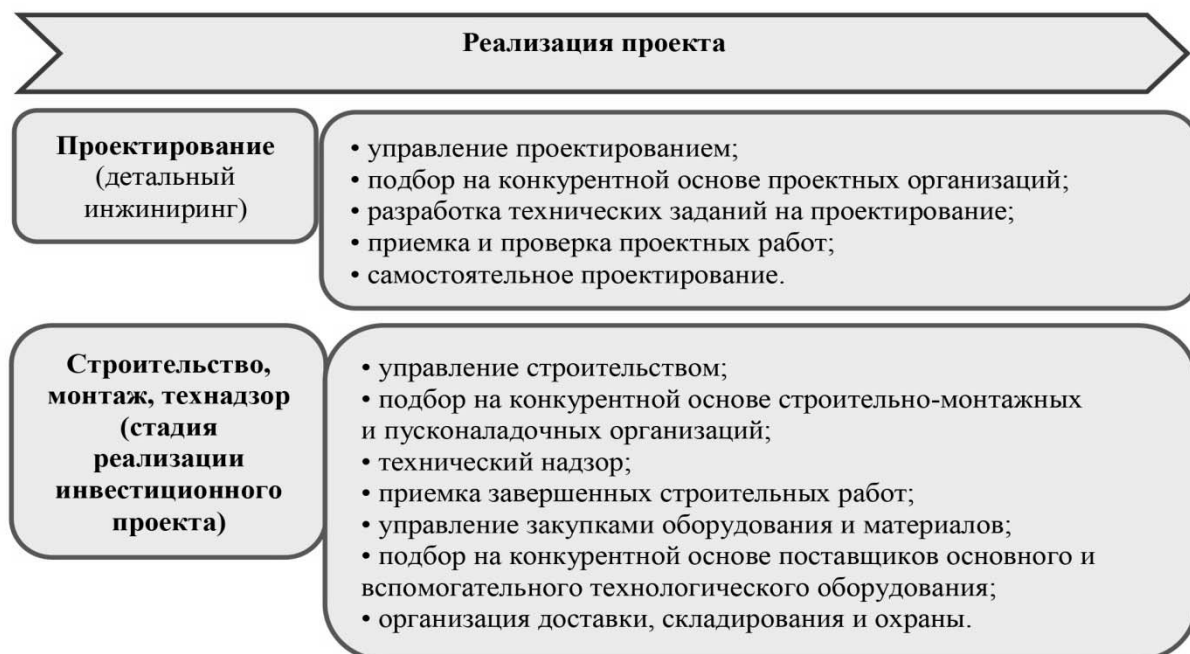 Реализация проекта
Проектирование
(детальный
инжиниринг)
• управление проектированием;
• подбор на конкурентной основе проектных организаций;
• разработка технических заданий на проектирование;
• приемка и проверка проектных работ;
• самостоятельное проектирование.
Строительство,
монтаж, технадзор
(стадия
реализации
инвестиционного
проекта)
• управление строительством;
• подбор на конкурентной основе строительно-монтажных
и пусконаладочных организаций;
• технический надзор;
• приемка завершенных строительных работ;
• управление закупками оборудования и материалов;
• подбор на конкурентной основе поставщиков основного и
вспомогательного технологического оборудования;
• организация доставки, складирования и охраны.